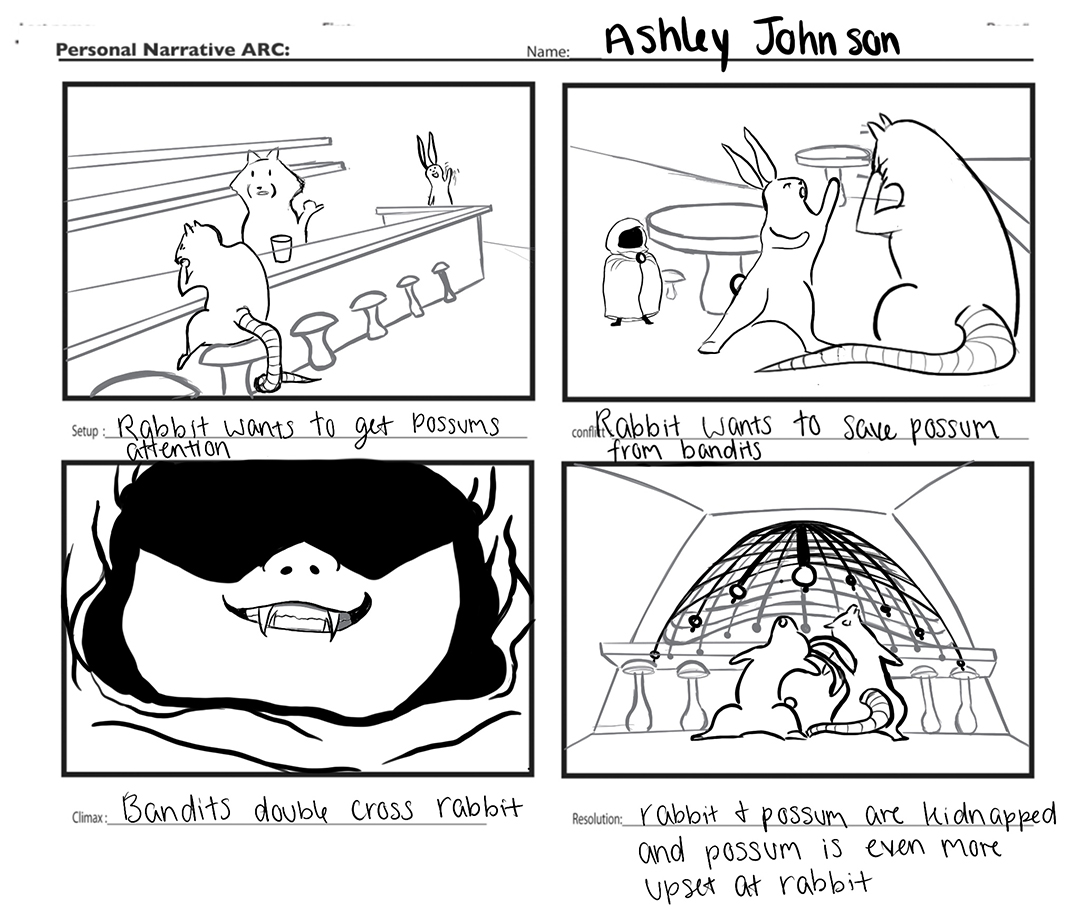 Personal Narrative ARC:
Name: Ashley Johnson
Setup : Rabbit wants to get possums
attention
conflict Rabbit wants to save possum
from bandits
Climax : Bandits double cross rabbit
Resolution: rabbit & possum are kidnapped
and possum is even more
upset at rabbit